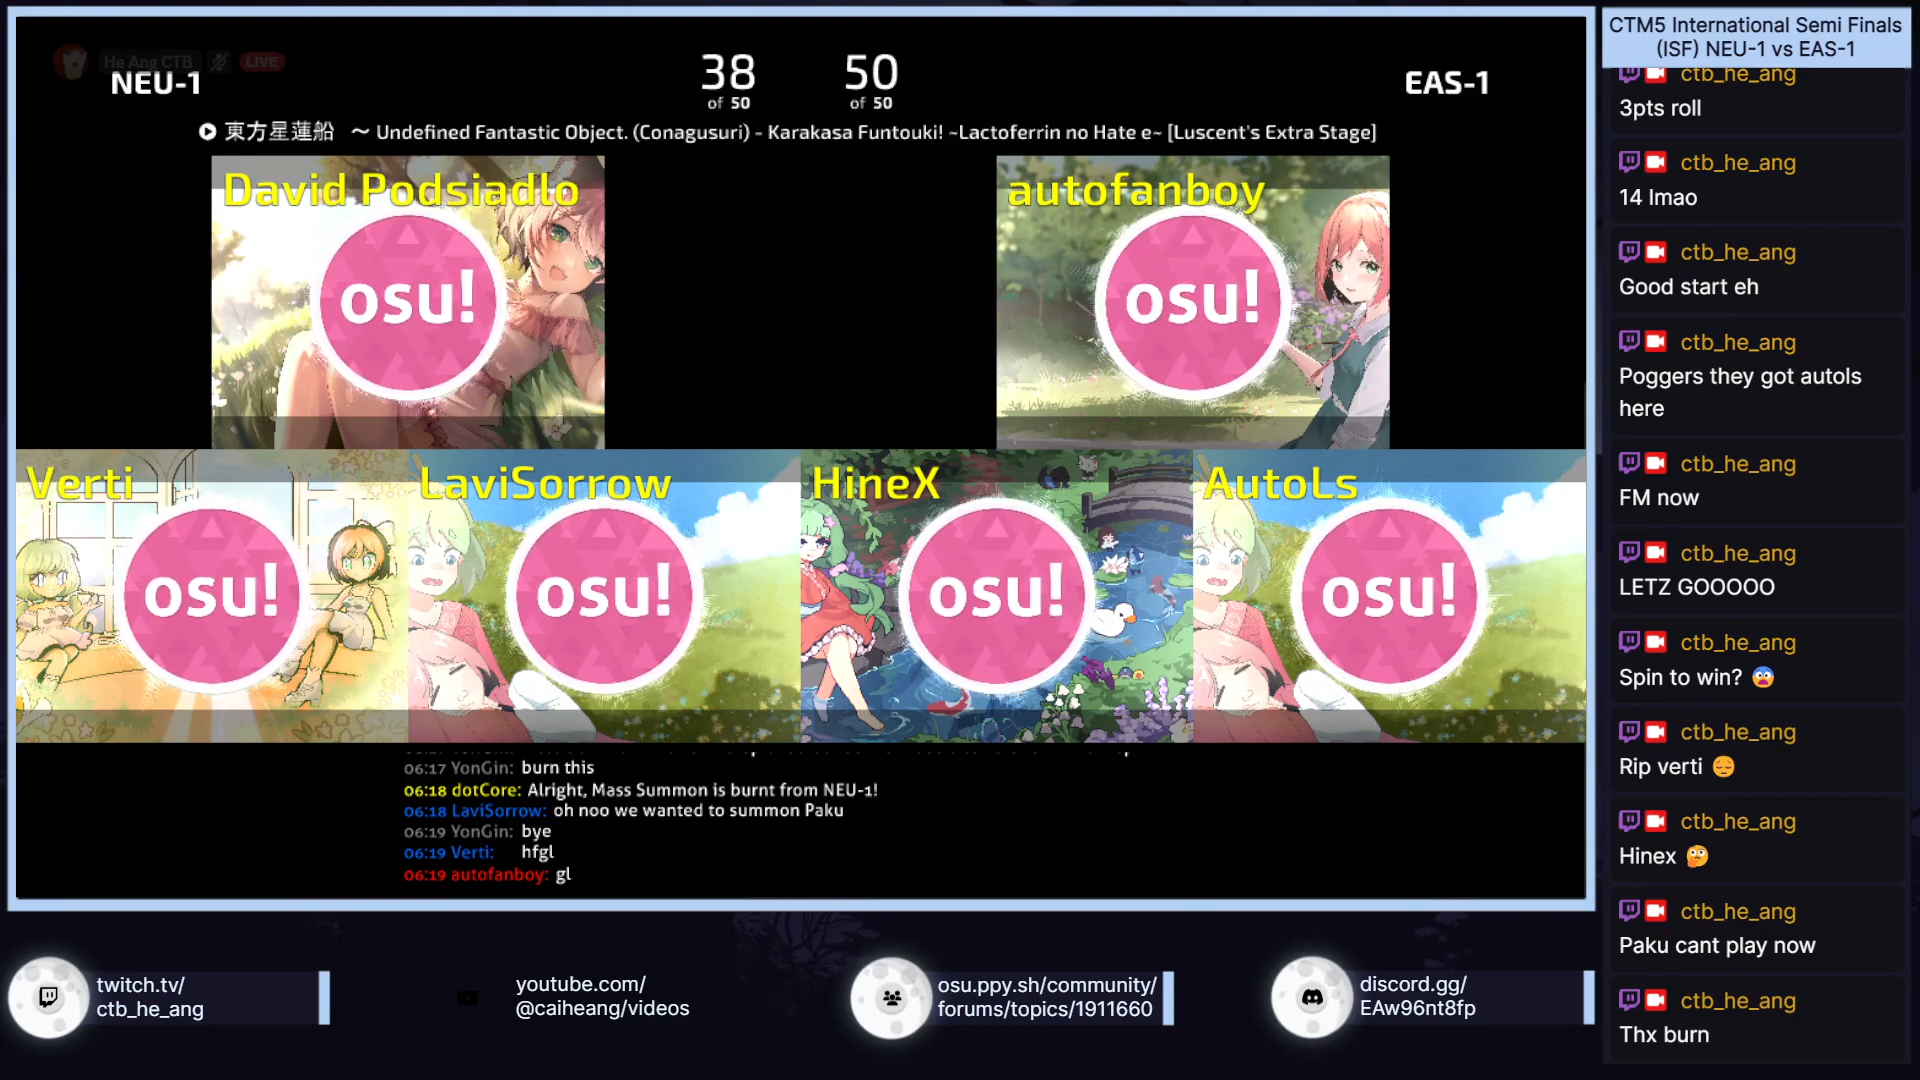 CTM5 International Semi Finals
(ISF) NEU-1 vs EAS-1
He Ang CTB LIVE
NEU-1
38
of 50
50
of 50
EAS-1
東方星蓮船 ～ Undefined Fantastic Object. (Conagusuri) - Karakasa Funtouki! ~Lactoferrin no Hate e~ [Luscent's Extra Stage]
David Podsiadlo
osu!
autofanboy
osu!
Verti
osu!
LaviSorrow
osu!
HineX
osu!
AutoLs
osu!
06:17 YonGin: burn this
06:18 dotCore: Alright, Mass Summon is burnt from NEU-1!
06:18 LaviSorrow: oh noo we wanted to summon Paku
06:19 YonGin: bye
06:19 Verti: hfgl
06:19 autofanboy: gl
ctb_he_ang
3pts roll
ctb_he_ang
14 lmao
ctb_he_ang
Good start eh
ctb_he_ang
Poggers they got autols
here
ctb_he_ang
FM now
ctb_he_ang
LETZ GOOOOO
ctb_he_ang
Spin to win? 😨
ctb_he_ang
Rip verti 😔
ctb_he_ang
Hinex 🤔
ctb_he_ang
Paku cant play now
ctb_he_ang
Thx burn
twitch.tv/
ctb_he_ang
youtube.com/
@caiheang/videos
osu.ppy.sh/community/
forums/topics/1911660
discord.gg/
EAw96nt8fp